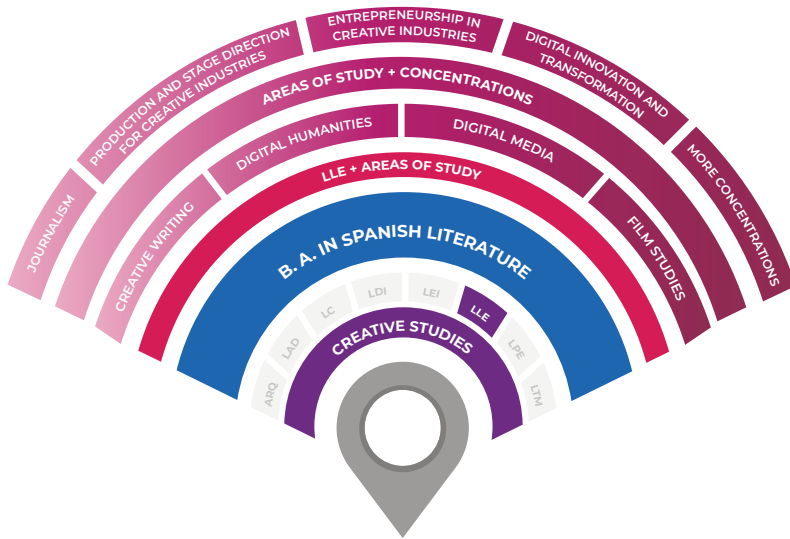 JOURNALISM
PRODUCTION AND STAGE DIRECTION
FOR CREATIVE INDUSTRIES
ENTREPRENEURSHIP IN
CREATIVE INDUSTRIES
DIGITAL INNOVATION AND
TRANSFORMATION
MORE CONCENTRATIONS
AREAS OF STUDY + CONCENTRATIONS
CREATIVE WRITING
DIGITAL HUMANITIES
DIGITAL MEDIA
FILM STUDIES
LLE + AREAS OF STUDY
B. A. IN SPANISH LITERATURE
ARQ
LAD
LC
LDI
LEI
LLE
LPE
LTM
CREATIVE STUDIES